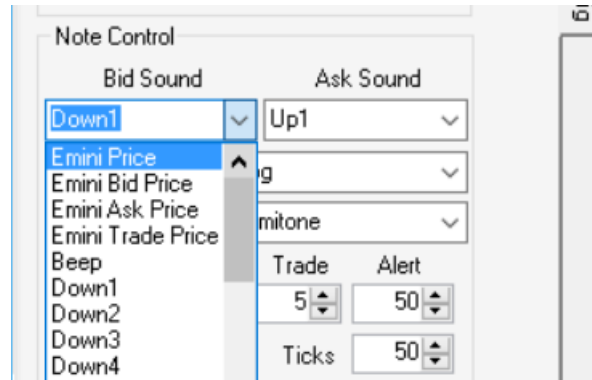 Note Control
Bid Sound Ask Sound
Down1 Up1
Emini Price
Emini Bid Price
Emini Ask Price
Emini Trade Price
Beep
Down1
Down2
Down3
Down4
Trade Alert
5 50
Ticks 50